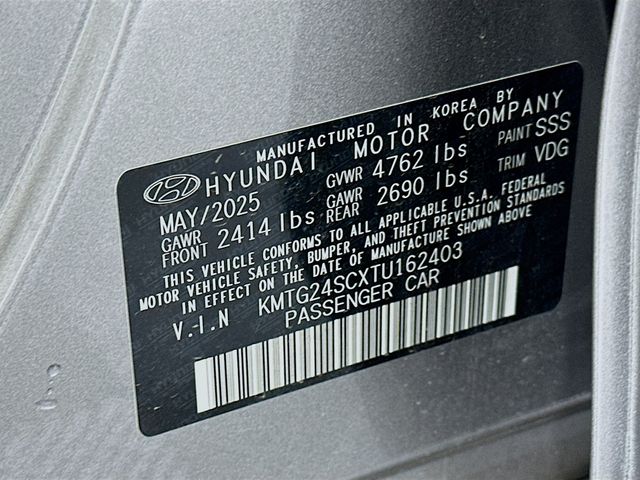 MANUFACTURED IN KOREA BY
HYUNDAI MOTOR COMPANY
MAY/2025 GVWR 4762 lbs PAINT SSS
GAWR FRONT 2414 lbs GAWR REAR 2690 lbs TRIM VDG
THIS VEHICLE CONFORMS TO ALL APPLICABLE U.S.A. FEDERAL
MOTOR VEHICLE SAFETY, BUMPER, AND THEFT PREVENTION STANDARDS
IN EFFECT ON THE DATE OF MANUFACTURE SHOWN ABOVE
V.I.N KMTG24SCXTU162403
PASSENGER CAR